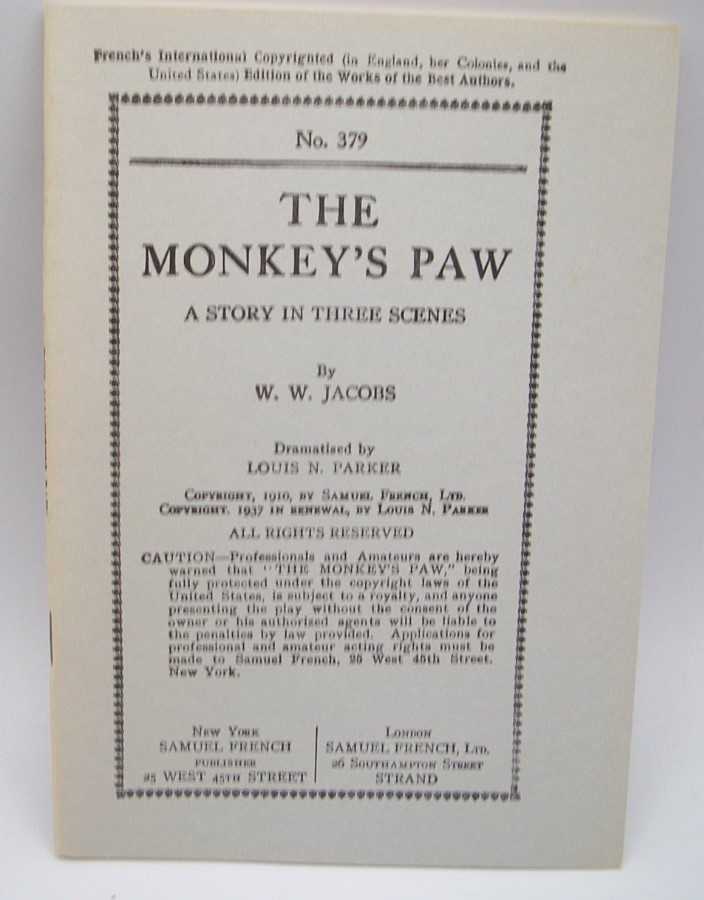 French's International Copyrighted (in England, her Colonies, and the
United States) Edition of the Works of the Best Authors.
No. 379
THE
MONKEY'S PAW
A STORY IN THREE SCENES
By
W. W. JACOBS
Dramatised by
LOUIS N. PARKER
COPYRIGHT, 1910, BY SAMUEL FRENCH, LTD.
COPYRIGHT. 1937 IN RENEWAL, BY LOUIS N. PARKER
ALL RIGHTS RESERVED
CAUTION—Professionals and Amateurs are hereby
warned that "THE MONKEY'S PAW," being
fully protected under the copyright laws of the
United States, is subject to a royalty, and anyone
presenting the play without the consent of the
owner or his authorized agents will be liable to
the penalties by law provided. Applications for
professional and amateur acting rights must be
made to Samuel French, 25 West 45th Street.
New York.
NEW YORK
SAMUEL FRENCH
PUBLISHER
25 WEST 45TH STREET
LONDON
SAMUEL FRENCH, LTD.
26 SOUTHAMPTON STREET
STRAND